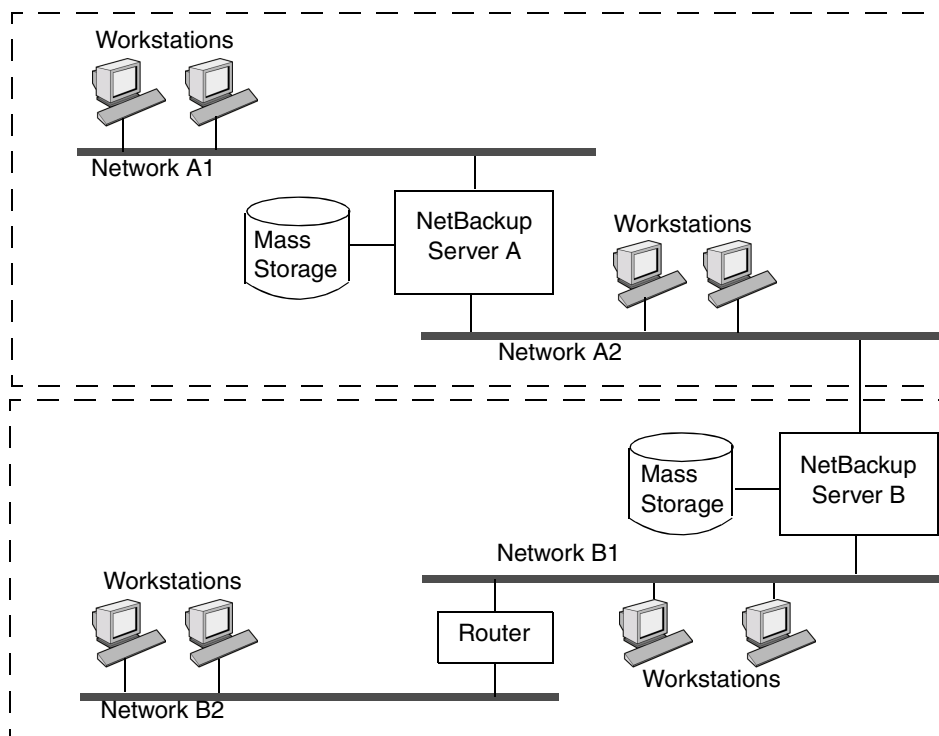 Workstations
Network A1
NetBackup
Server A
Mass
Storage
Workstations
Network A2
NetBackup
Server B
Mass
Storage
Network B1
Workstations
Router
Workstations
Network B2